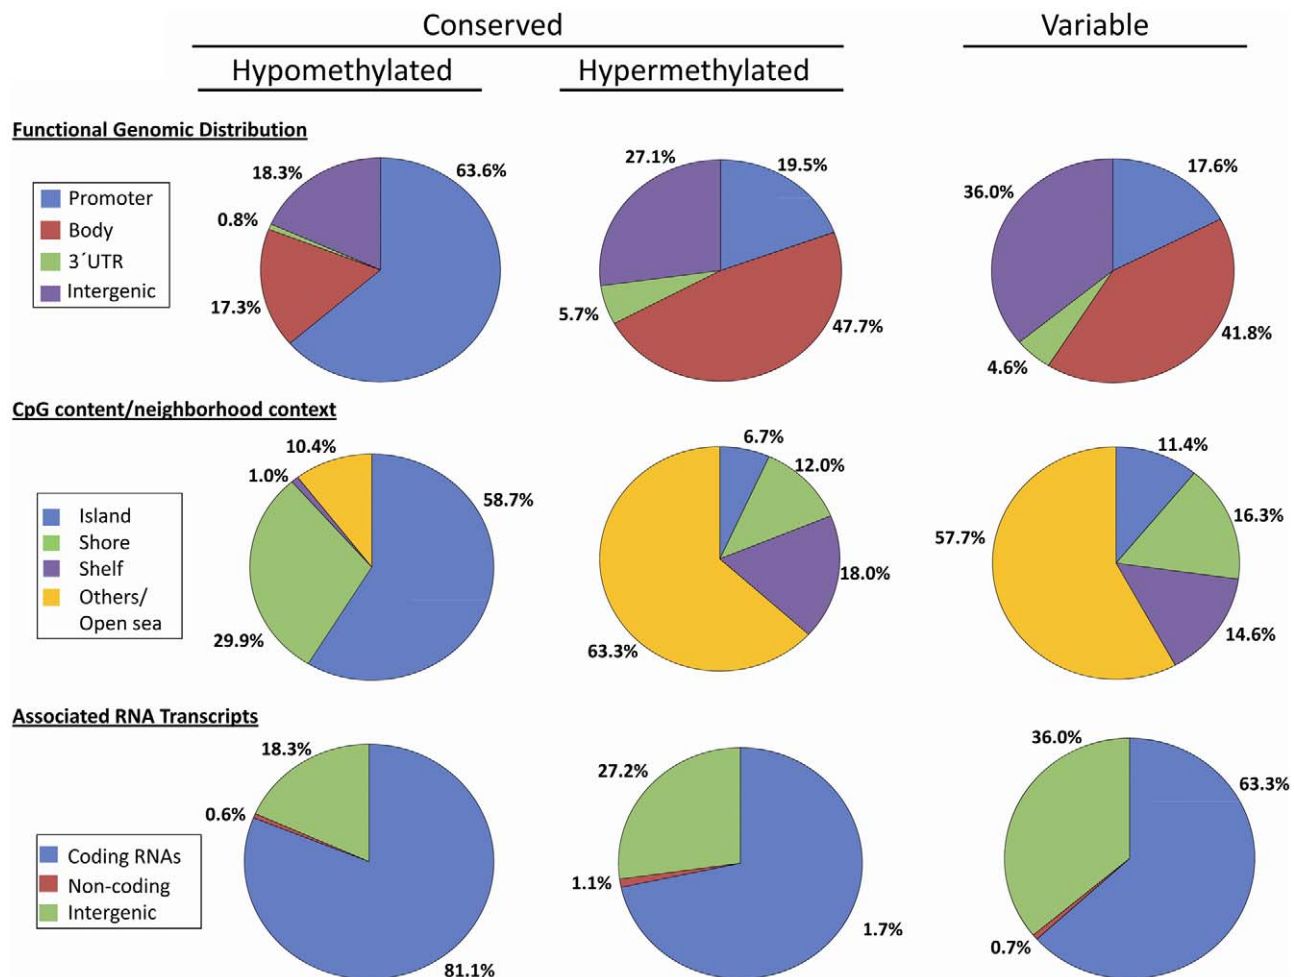 Conserved
Variable
Hypomethylated
Hypermethylated
Functional Genomic Distribution
Promoter
Body
3´UTR
Intergenic
18.3%
63.6%
0.8%
17.3%
27.1%
19.5%
5.7%
47.7%
36.0%
17.6%
4.6%
41.8%
CpG content/neighborhood context
Island
Shore
Shelf
Others/
Open sea
10.4%
1.0%
58.7%
29.9%
6.7%
12.0%
18.0%
63.3%
11.4%
16.3%
57.7%
14.6%
Associated RNA Transcripts
Coding RNAs
Non-coding
Intergenic
18.3%
0.6%
81.1%
27.2%
1.1%
1.7%
36.0%
63.3%
0.7%